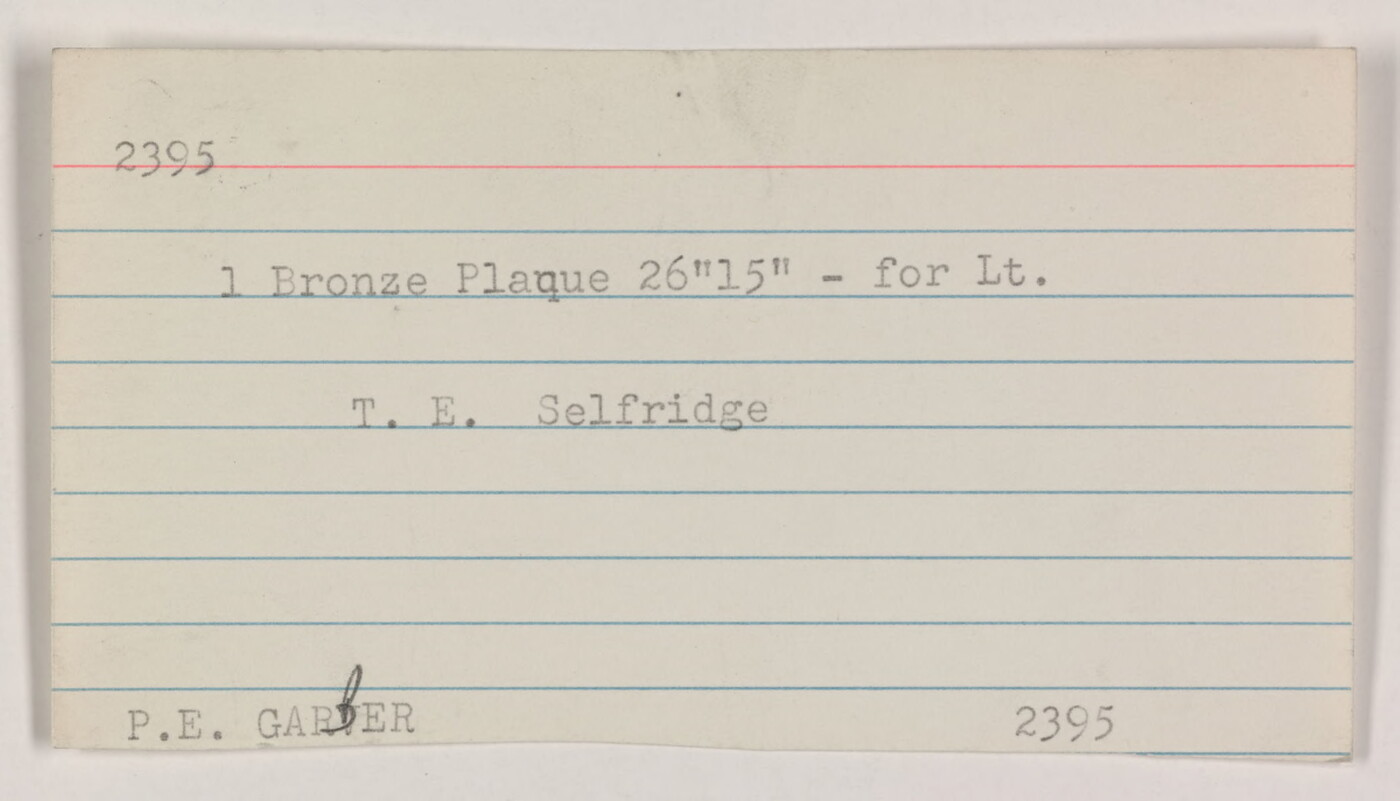 2395
1 Bronze Plaque 26"15" - for Lt.
T. E. Selfridge
P.E. GARbER 2395